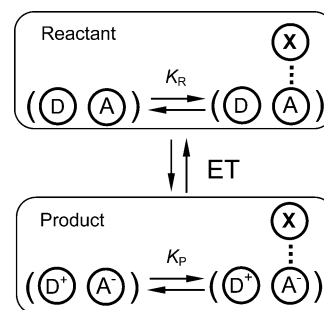 Reactant
X
K_R
( D A ) ( D A )
ET
Product
X
K_P
( D⁺ A⁻ ) ( D⁺ A⁻ )